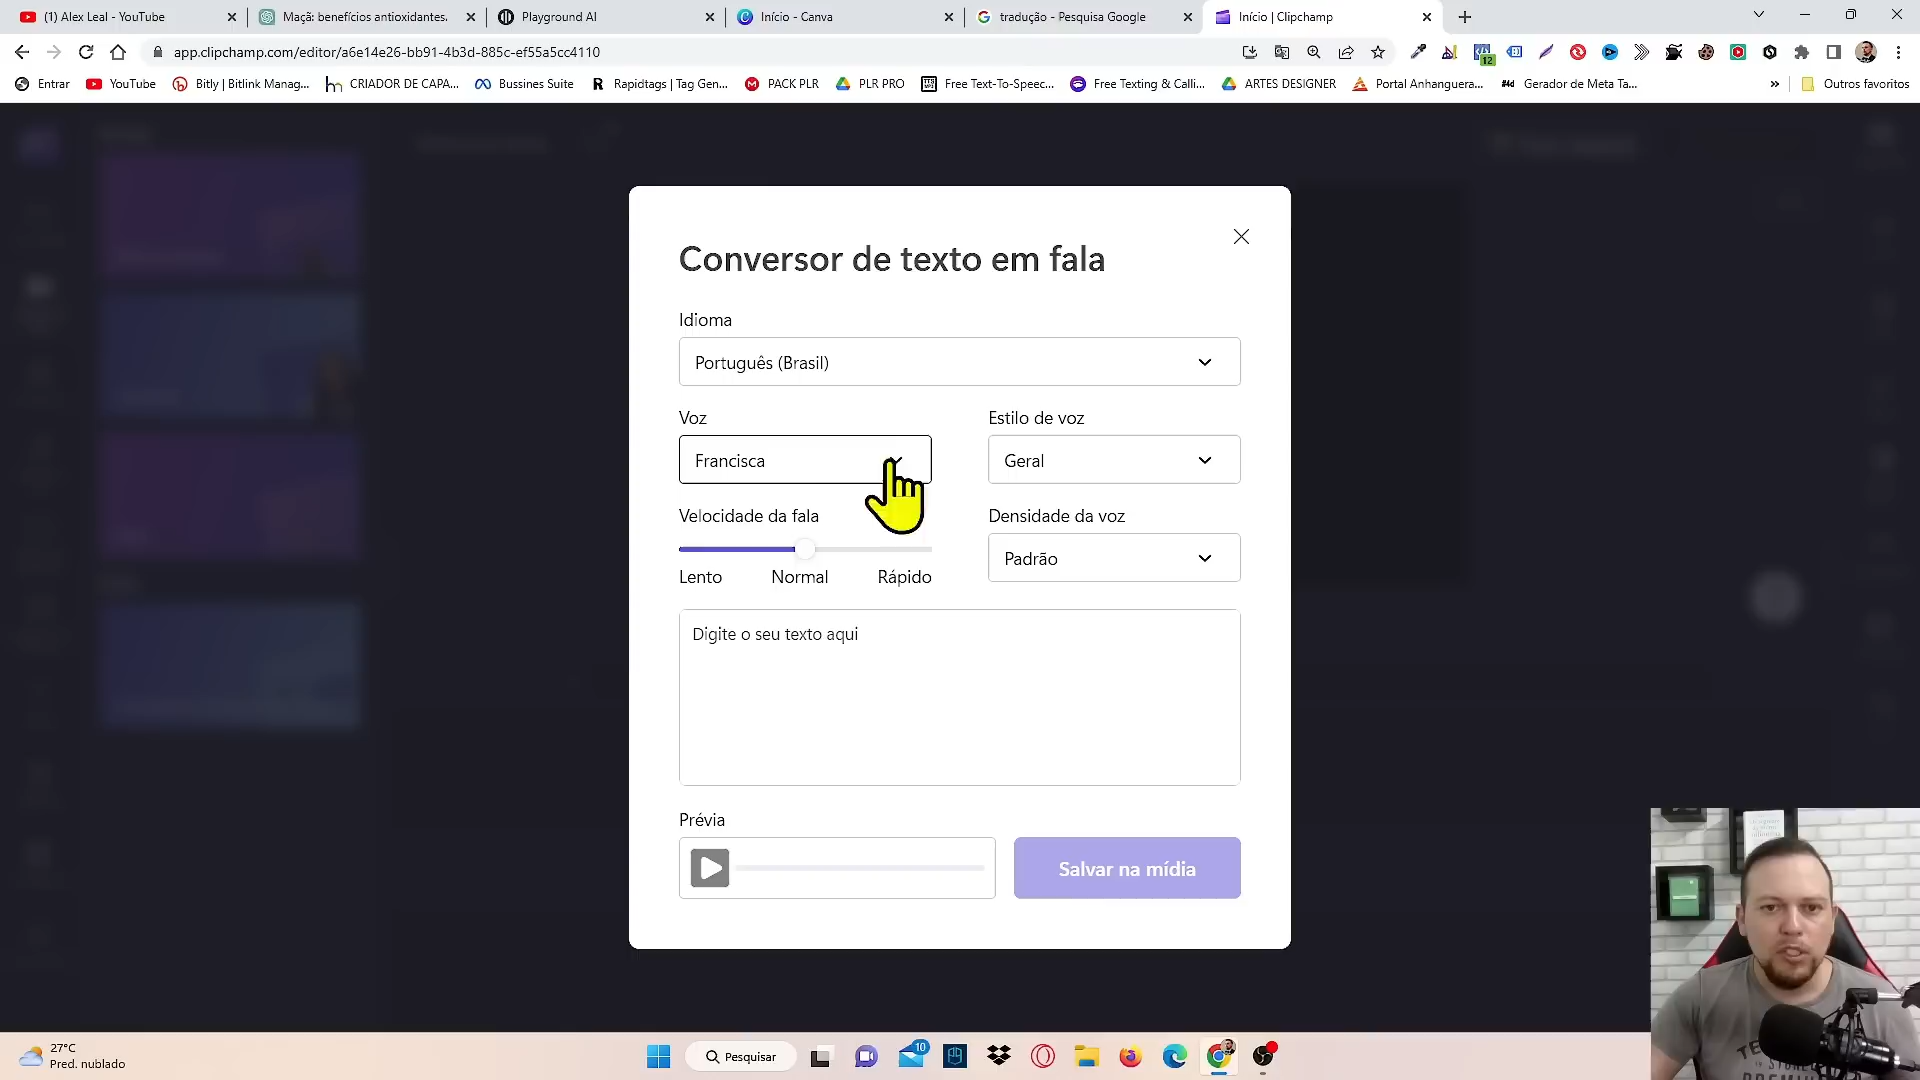 (1) Alex Leal - YouTube
Maçã: benefícios antioxidantes.
Playground AI
Início - Canva
tradução - Pesquisa Google
Início | Clipchamp
app.clipchamp.com/editor/a6e14e26-bb91-4b3d-885c-ef55a5cc4110
12
Entrar
YouTube
Bitly | Bitlink Manag...
CRIADOR DE CAPA...
Bussines Suite
Rapidtags | Tag Gen...
PACK PLR
PLR PRO
Free Text-To-Speec...
Free Texting & Calli...
ARTES DESIGNER
Portal Anhanguera...
Gerador de Meta Ta...
Outros favoritos
Conversor de texto em fala
Idioma
Português (Brasil)
Voz
Estilo de voz
Francisca
Geral
Velocidade da fala
Densidade da voz
Padrão
Lento Normal Rápido
Digite o seu texto aqui
Prévia
Salvar na mídia
27°C
Pred. nublado
Pesquisar
10